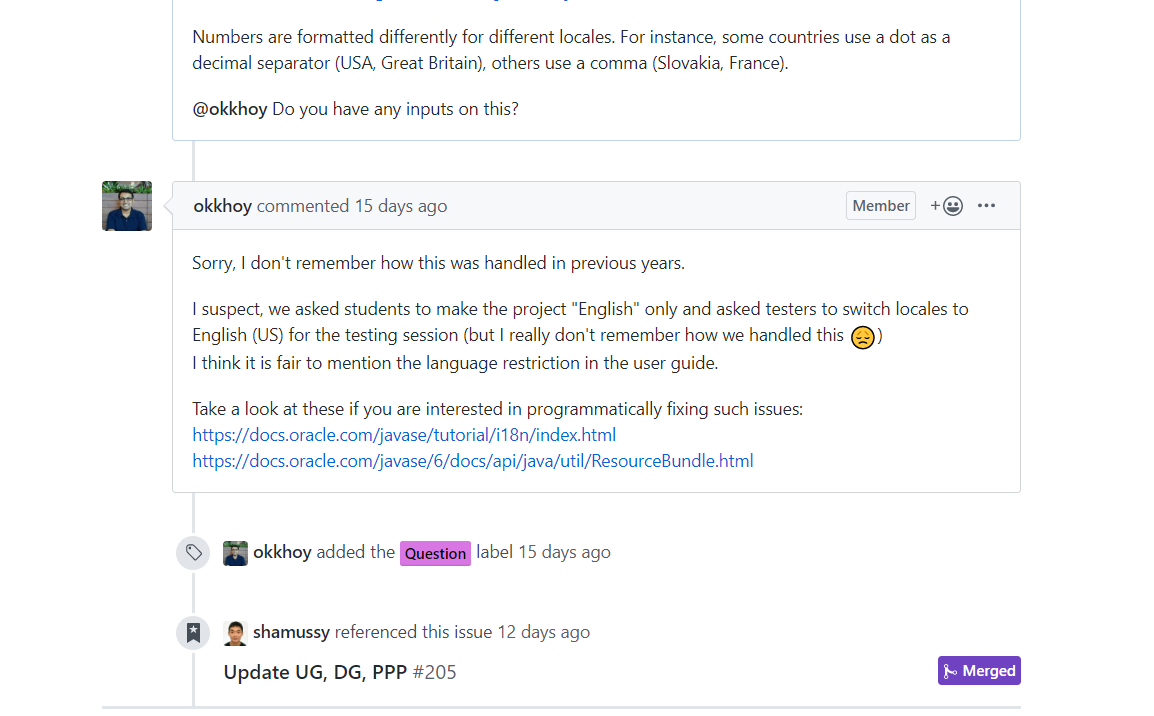 Numbers are formatted differently for different locales. For instance, some countries use a dot as a
decimal separator (USA, Great Britain), others use a comma (Slovakia, France).
@okkhoy Do you have any inputs on this?
okkhoy commented 15 days ago
Member
Sorry, I don't remember how this was handled in previous years.
I suspect, we asked students to make the project "English" only and asked testers to switch locales to
English (US) for the testing session (but I really don't remember how we handled this 😔)
I think it is fair to mention the language restriction in the user guide.
Take a look at these if you are interested in programmatically fixing such issues:
https://docs.oracle.com/javase/tutorial/i18n/index.html
https://docs.oracle.com/javase/6/docs/api/java/util/ResourceBundle.html
okkhoy added the Question label 15 days ago
shamussy referenced this issue 12 days ago
Update UG, DG, PPP #205
Merged